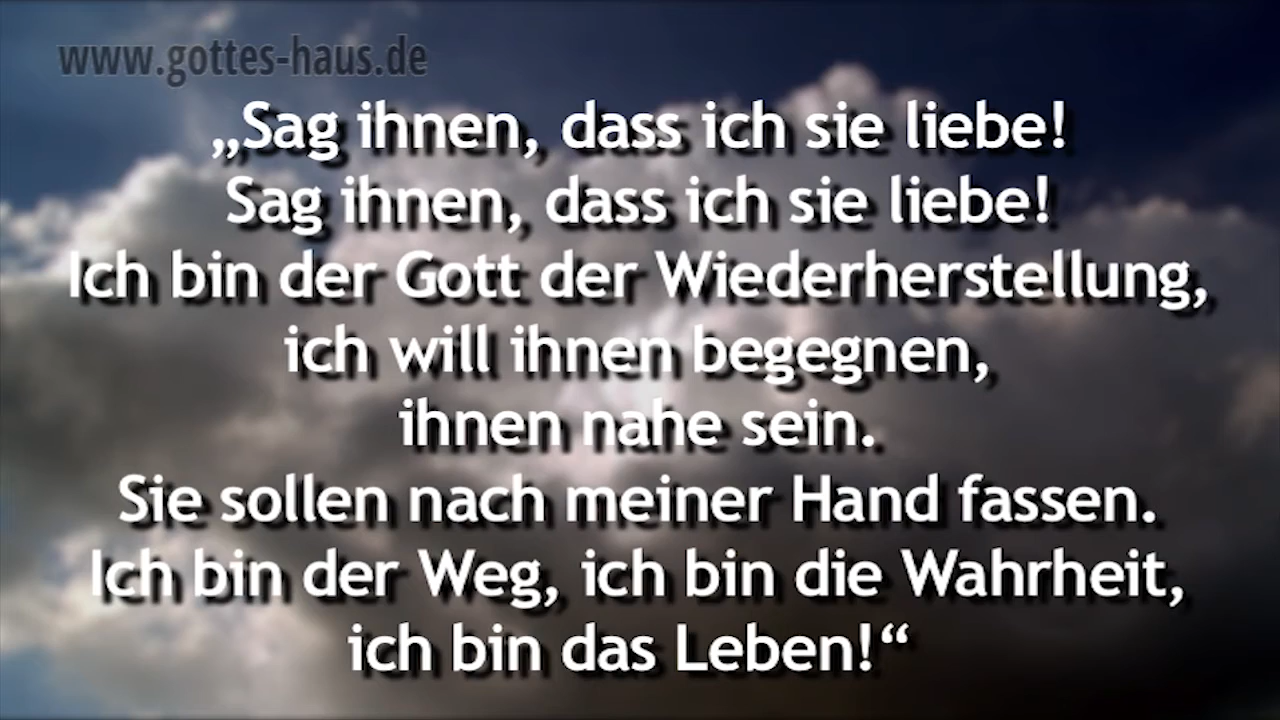 www.gottes-haus.de
„Sag ihnen, dass ich sie liebe!
Sag ihnen, dass ich sie liebe!
Ich bin der Gott der Wiederherstellung,
ich will ihnen begegnen,
ihnen nahe sein.
Sie sollen nach meiner Hand fassen.
Ich bin der Weg, ich bin die Wahrheit,
ich bin das Leben!“